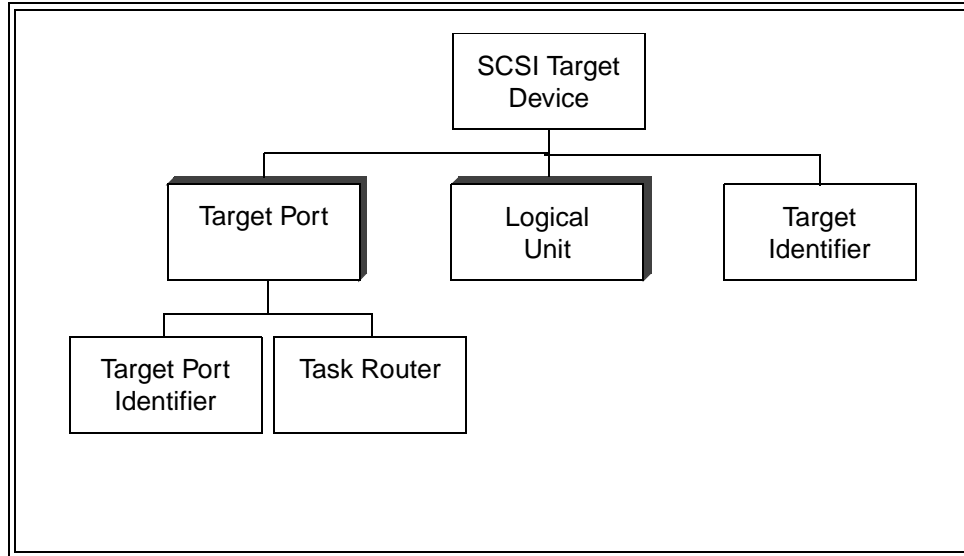 SCSI Target
Device
Target Port
Logical
Unit
Target
Identifier
Target Port
Identifier
Task Router